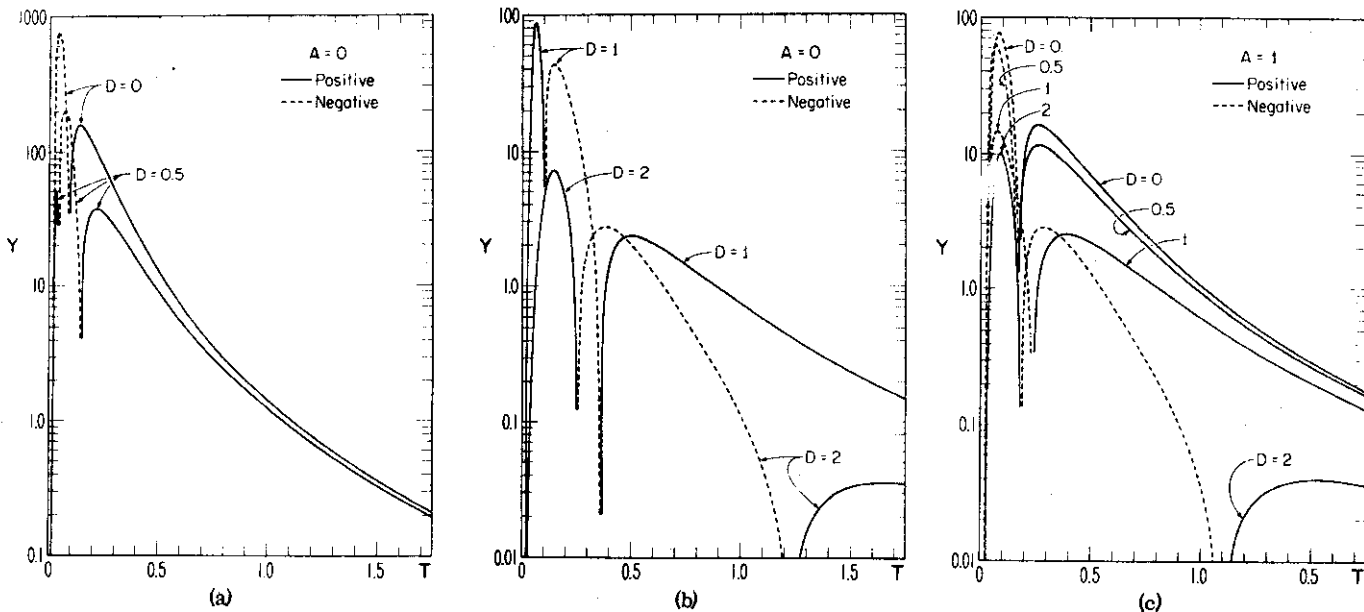 1000
100
10
1.0
0.1
Y
A = 0
Positive
Negative
D = 0
D = 0.5
0
0.5
1.0
1.5
T
(a)
100
10
1.0
0.1
0.01
Y
A = 0
Positive
Negative
D = 1
D = 2
D = 1
D = 2
0
0.5
1.0
1.5
T
(b)
100
10
1.0
0.1
0.01
Y
A = 1
Positive
Negative
D = 0
0.5
1
2
D = 0
0.5
1
D = 2
0
0.5
1.0
0.5
T
(c)